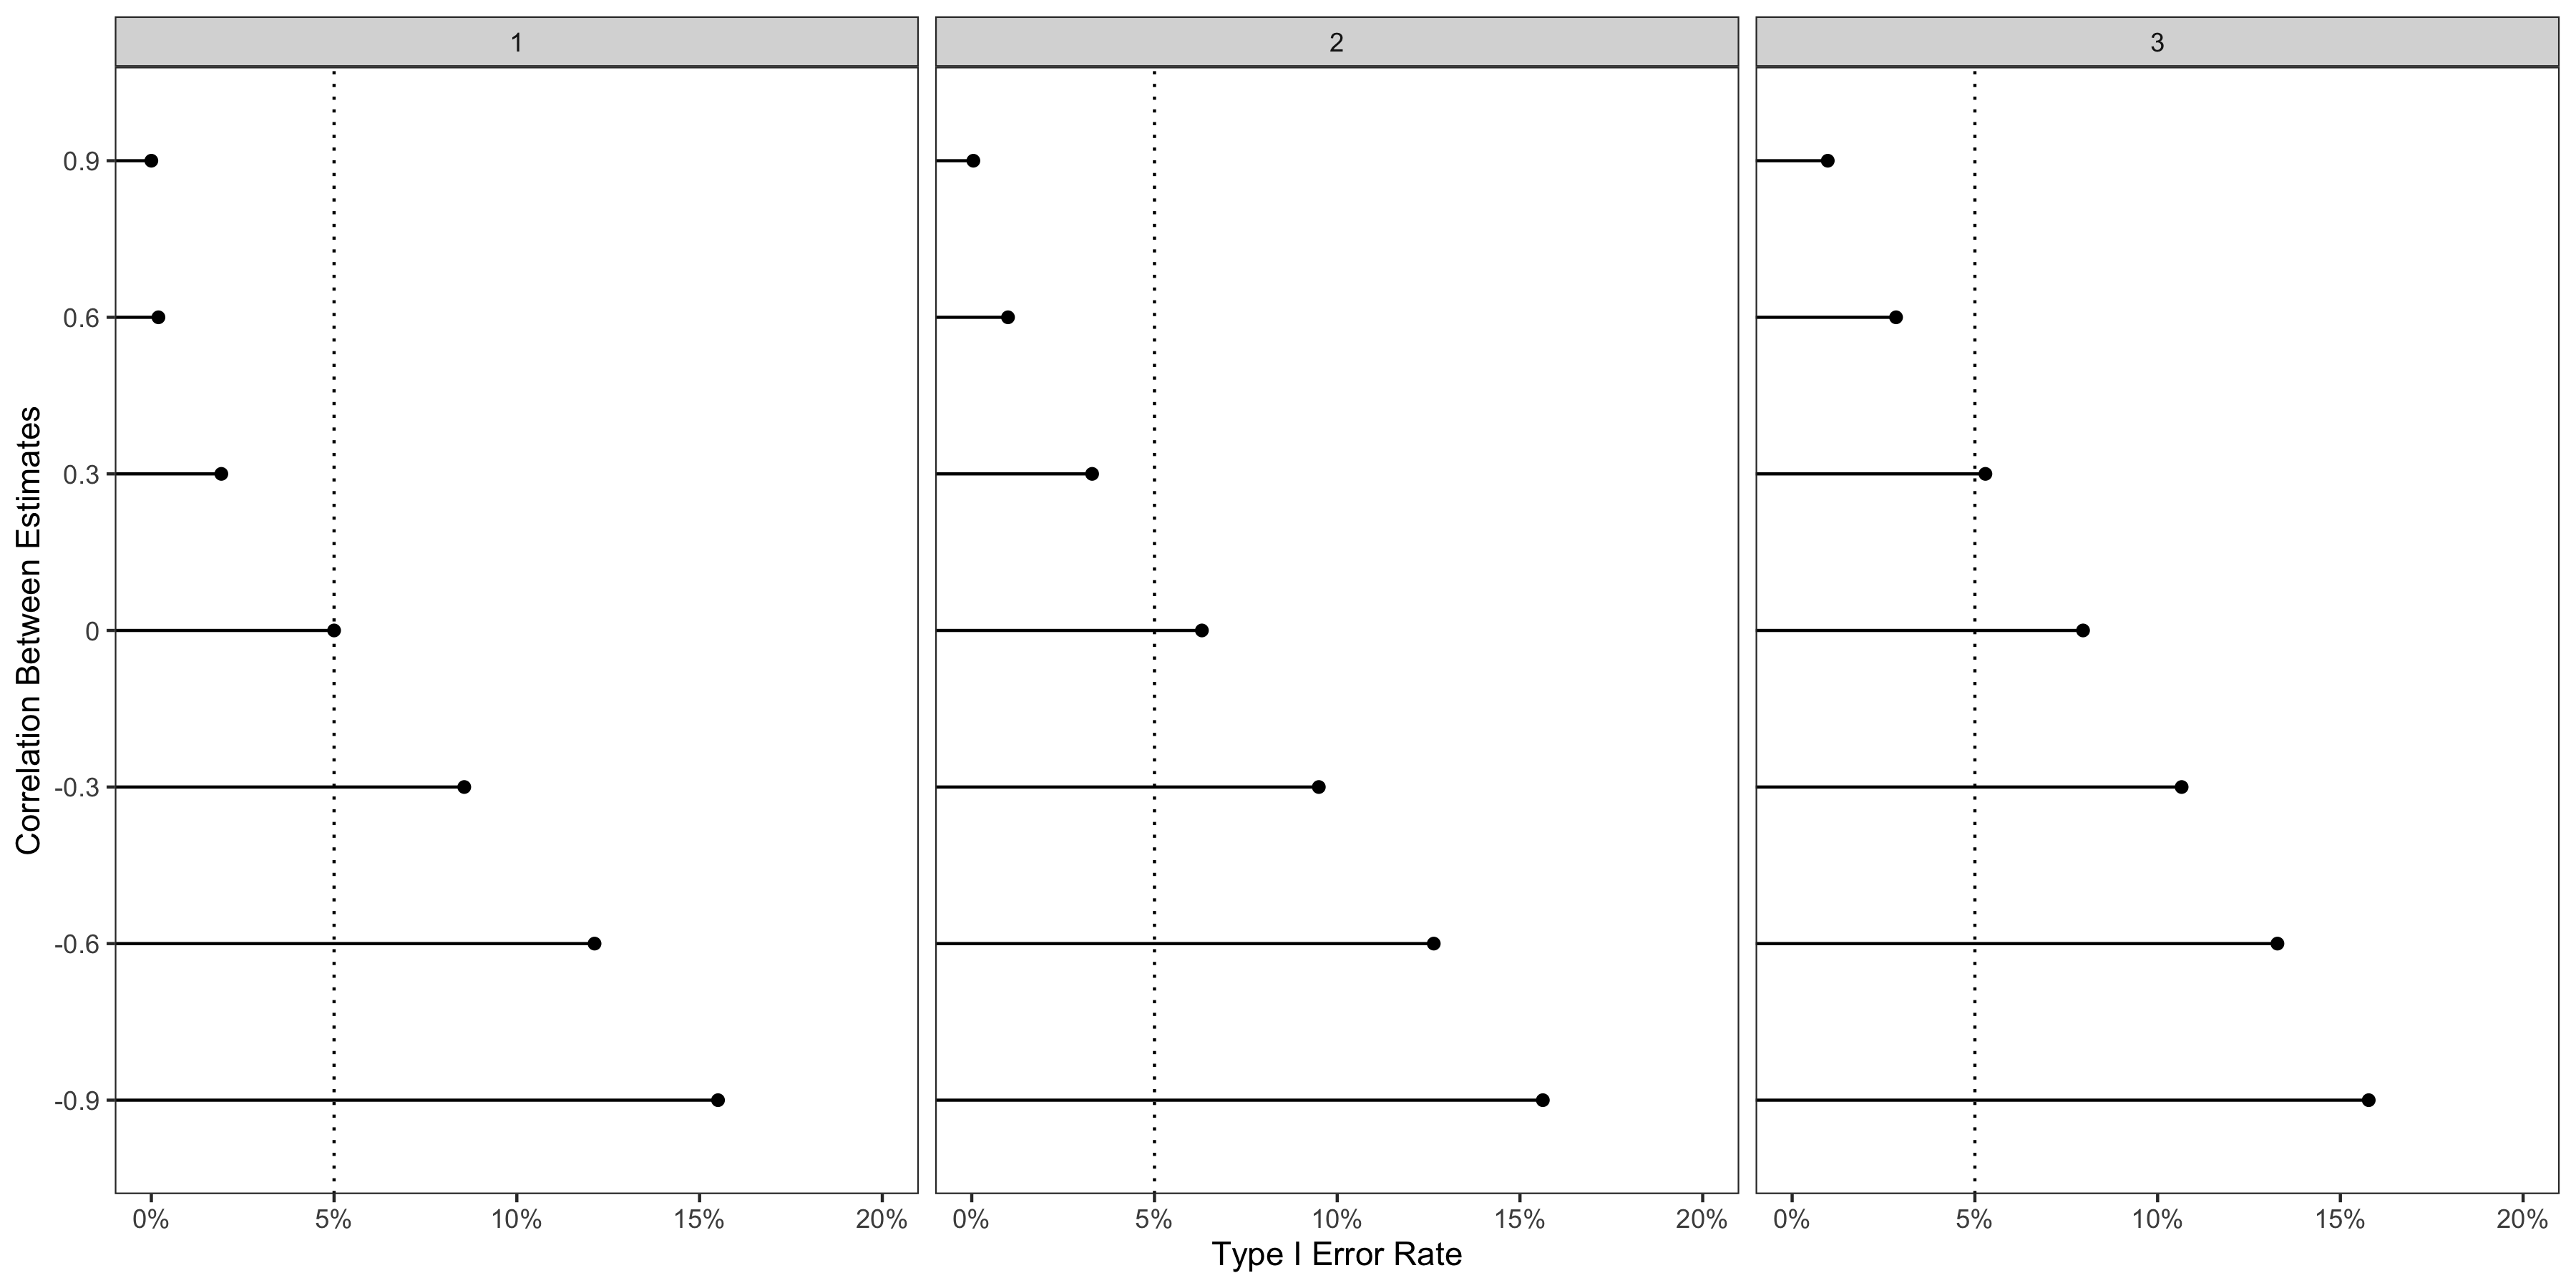 1
2
3
Correlation Between Estimates
0.9
0.6
0.3
0
-0.3
-0.6
-0.9
0% 5% 10% 15% 20%
0% 5% 10% 15% 20%
0% 5% 10% 15% 20%
Type I Error Rate